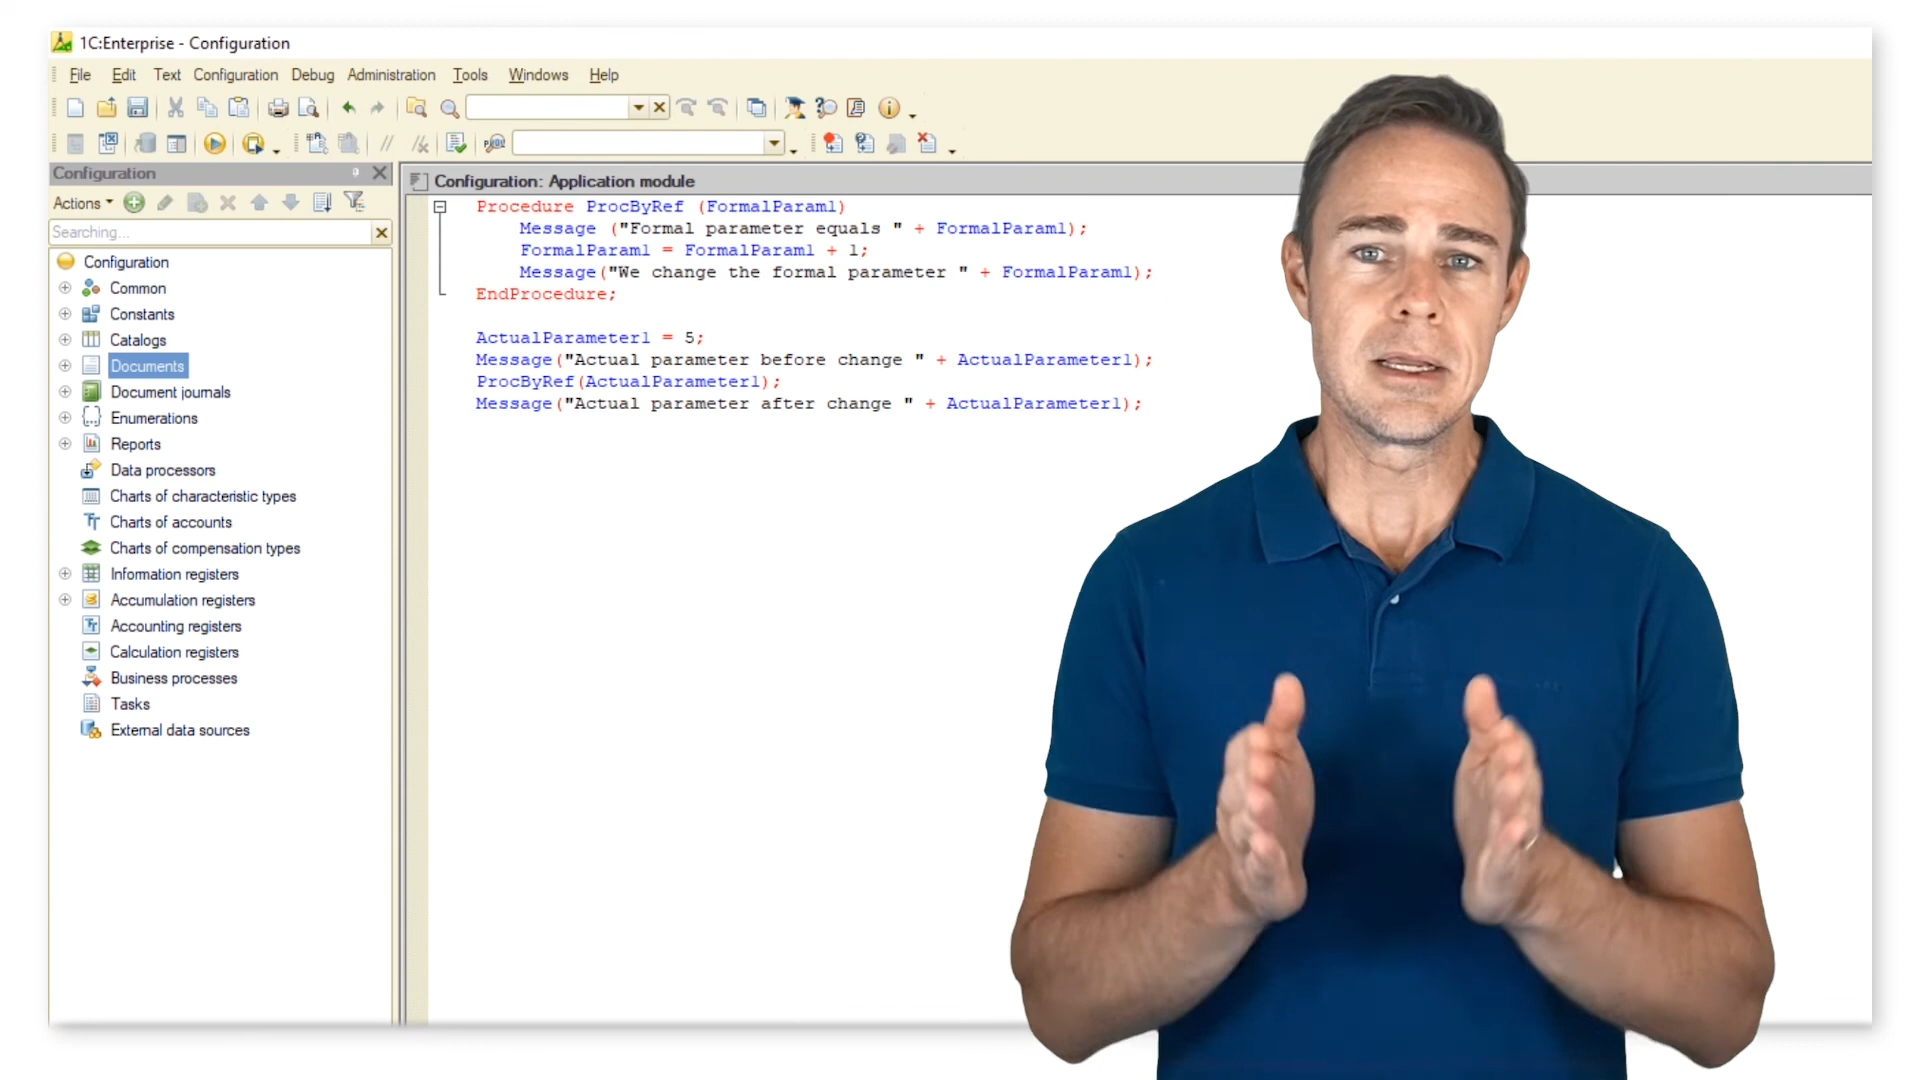 1C:Enterprise - Configuration
File Edit Text Configuration Debug Administration Tools Windows Help
Configuration
Actions
Searching...
Configuration
Common
Constants
Catalogs
Documents
Document journals
Enumerations
Reports
Data processors
Charts of characteristic types
Charts of accounts
Charts of compensation types
Information registers
Accumulation registers
Accounting registers
Calculation registers
Business processes
Tasks
External data sources
Configuration: Application module
Procedure ProcByRef (FormalParam1)
Message ("Formal parameter equals " + FormalParam1);
FormalParam1 = FormalParam1 + 1;
Message("We change the formal parameter " + FormalParam1);
EndProcedure;
ActualParameter1 = 5;
Message("Actual parameter before change " + ActualParameter1);
ProcByRef(ActualParameter1);
Message("Actual parameter after change " + ActualParameter1);